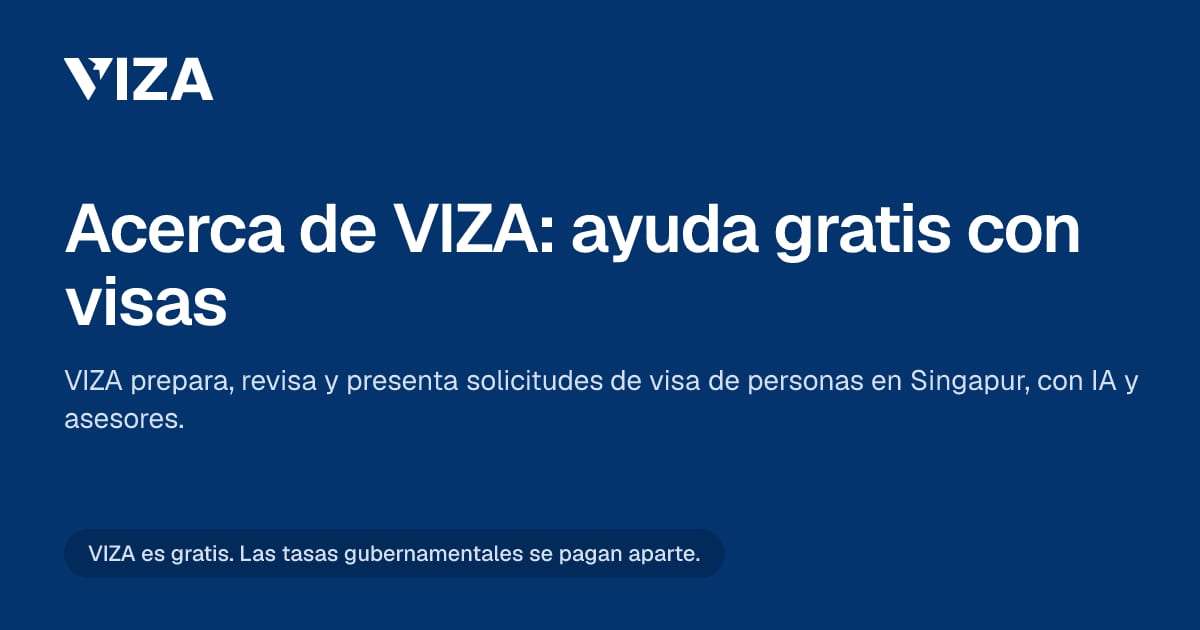 VIZA
Acerca de VIZA: ayuda gratis con
visas
VIZA prepara, revisa y presenta solicitudes de visa de personas en Singapur, con IA y
asesores.
VIZA es gratis. Las tasas gubernamentales se pagan aparte.